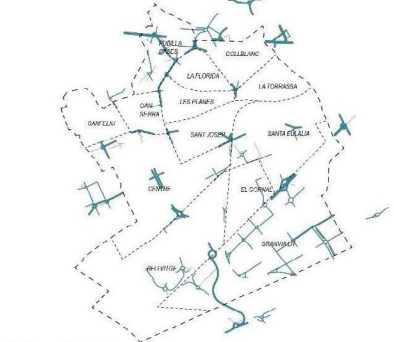 PUBILLA
CASES
COLLBLANC
LA FLORIDA
LA TORRASSA
CAN
SERRA
LES PLANES
SANFELIU
SANT JOSEP
SANTA EULALIA
CENTRE
EL GORNAL
GRANVIA L'H
BELLVITGE